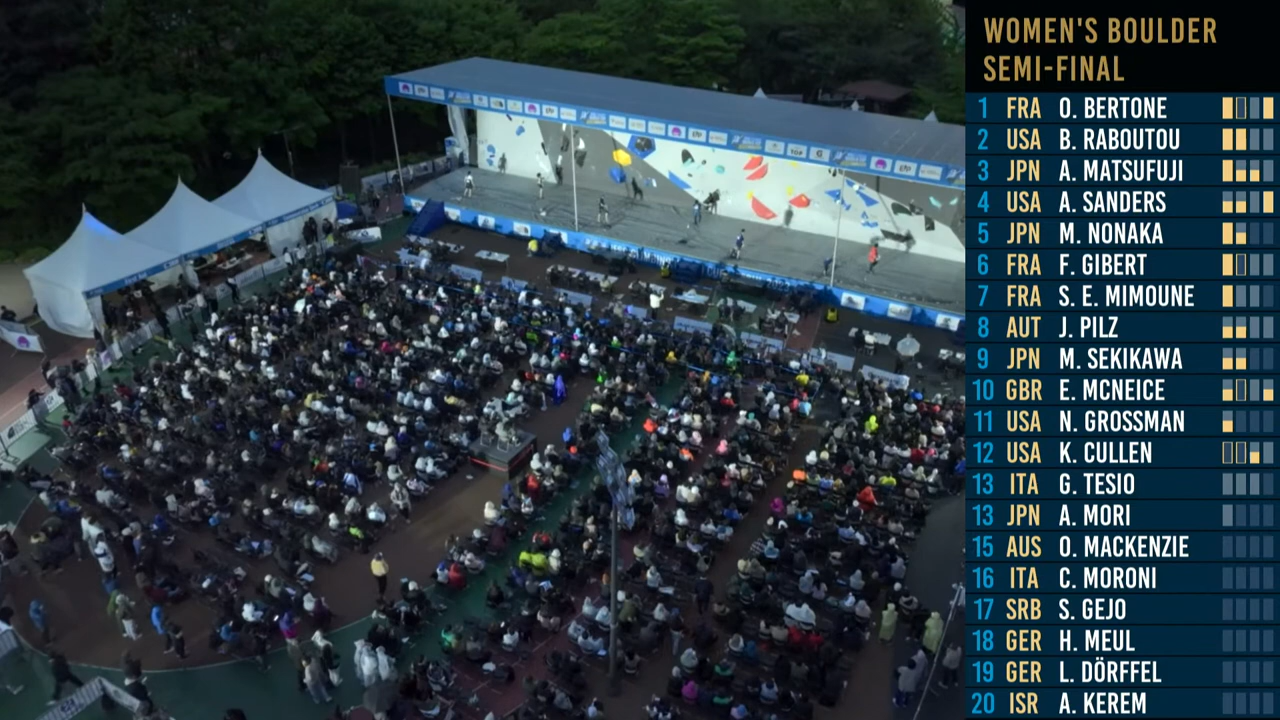 WOMEN'S BOULDER
SEMI-FINAL
1 FRA O. BERTONE
2 USA B. RABOUTOU
3 JPN A. MATSUFUJI
4 USA A. SANDERS
5 JPN M. NONAKA
6 FRA F. GIBERT
7 FRA S. E. MIMOUNE
8 AUT J. PILZ
9 JPN M. SEKIKAWA
10 GBR E. MCNEICE
11 USA N. GROSSMAN
12 USA K. CULLEN
13 ITA G. TESIO
13 JPN A. MORI
15 AUS O. MACKENZIE
16 ITA C. MORONI
17 SRB S. GEJO
18 GER H. MEUL
19 GER L. DÖRFFEL
20 ISR A. KEREM